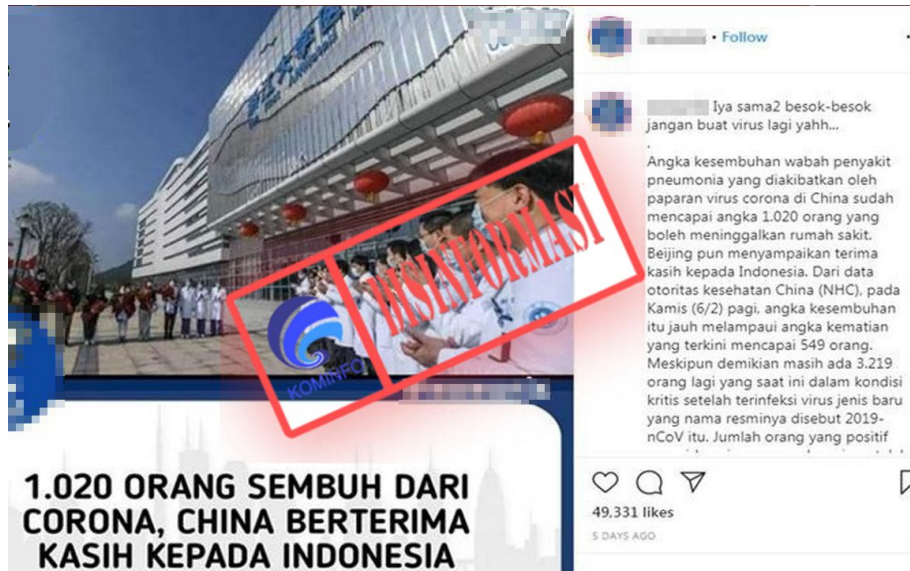 KOMINFO
DISINFORMASI
1.020 ORANG SEMBUH DARI
CORONA, CHINA BERTERIMA
KASIH KEPADA INDONESIA
• Follow
Iya sama2 besok-besok
jangan buat virus lagi yahh...
.
Angka kesembuhan wabah penyakit
pneumonia yang diakibatkan oleh
paparan virus corona di China sudah
mencapai angka 1.020 orang yang
boleh meninggalkan rumah sakit.
Beijing pun menyampaikan terima
kasih kepada Indonesia. Dari data
otoritas kesehatan China (NHC), pada
Kamis (6/2) pagi, angka kesembuhan
itu jauh melampaui angka kematian
yang terkini mencapai 549 orang.
Meskipun demikian masih ada 3.219
orang lagi yang saat ini dalam kondisi
kritis setelah terinfeksi virus jenis baru
yang nama resminya disebut 2019-
nCoV itu. Jumlah orang yang positif
49,331 likes
5 DAYS AGO